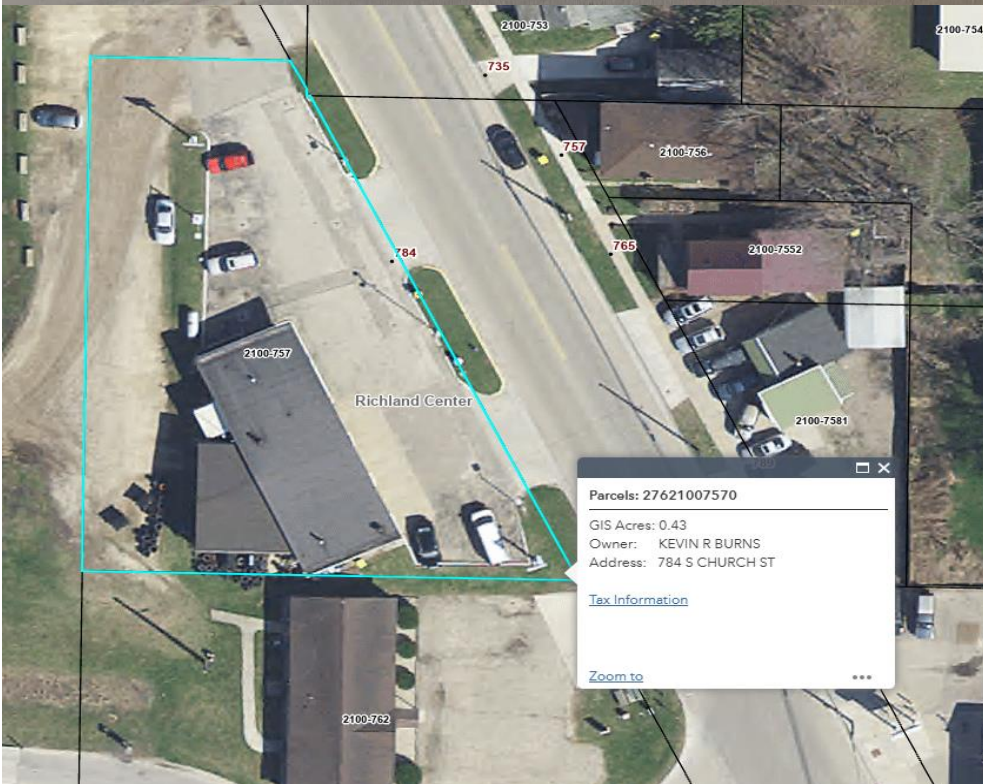 2100-753
2100-754
735
757
2100-756
784
765
2100-7552
2100-757
Richland Center
2100-7581
Parcels: 27621007570
GIS Acres: 0.43
Owner: KEVIN R BURNS
Address: 784 S CHURCH ST
Tax Information
Zoom to
2100-762